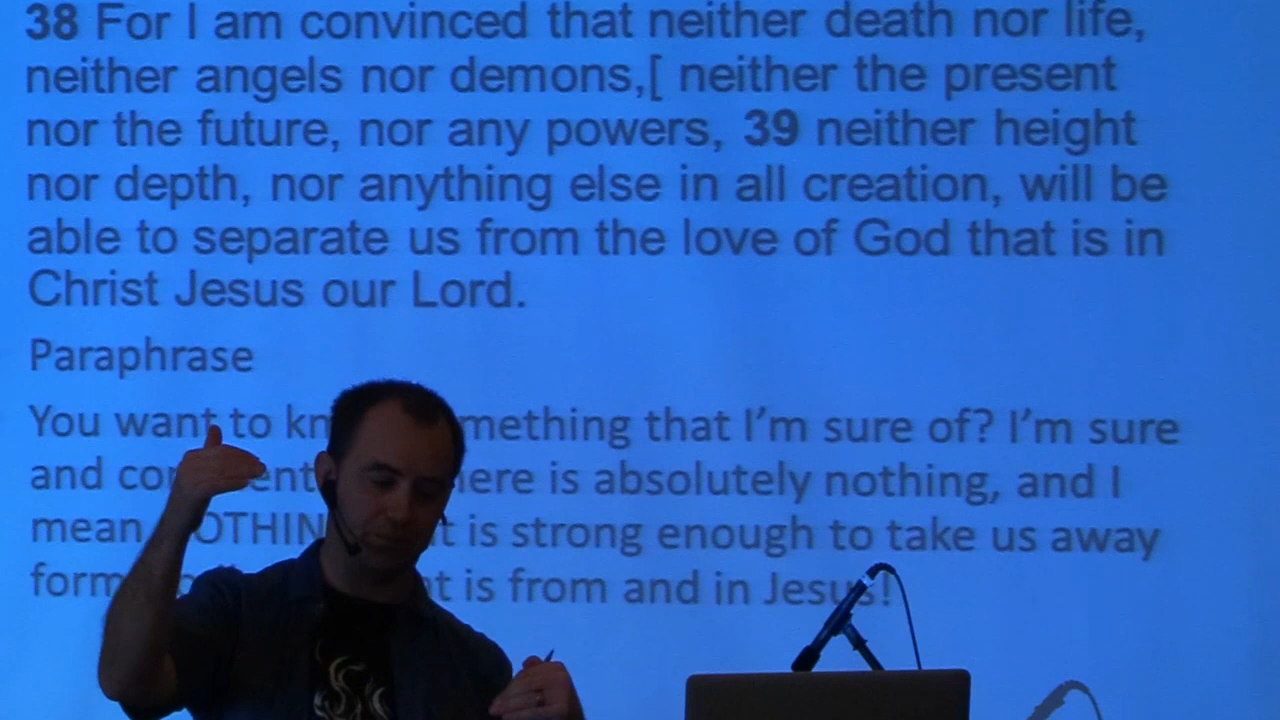 38 For I am convinced that neither death nor life,
neither angels nor demons,[ neither the present
nor the future, nor any powers, 39 neither height
nor depth, nor anything else in all creation, will be
able to separate us from the love of God that is in
Christ Jesus our Lord.
Paraphrase
You want to mething that I'm sure of? I'm sure
and is absolutely nothing, and I
mean is strong enough to take us away
form is from and in Jesus!